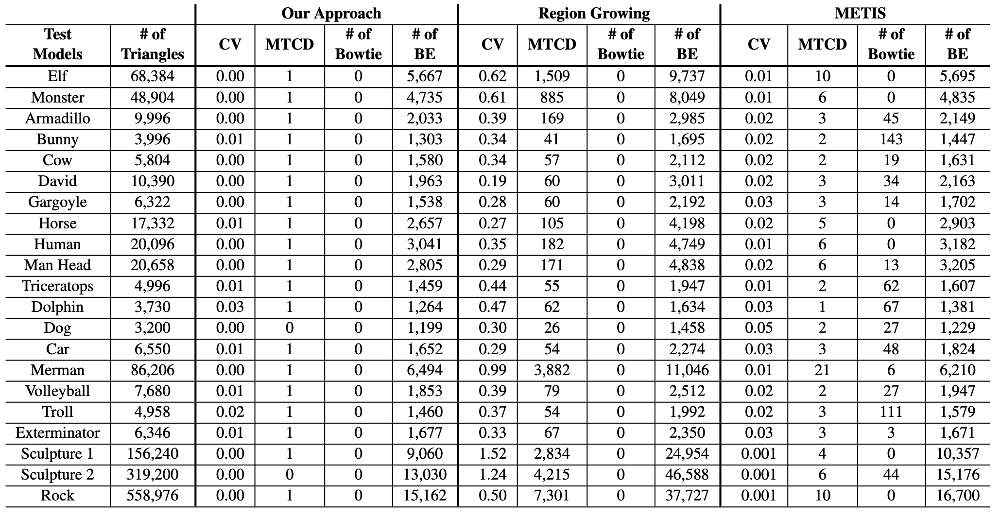 Our Approach Region Growing METIS
Test Models # of Triangles CV MTCD # of Bowtie # of BE CV MTCD # of Bowtie # of BE CV MTCD # of Bowtie # of BE
Elf 68,384 0.00 1 0 5,667 0.62 1,509 0 9,737 0.01 10 0 5,695
Monster 48,904 0.00 1 0 4,735 0.61 885 0 8,049 0.01 6 0 4,835
Armadillo 9,996 0.00 1 0 2,033 0.39 169 0 2,985 0.02 3 45 2,149
Bunny 3,996 0.01 1 0 1,303 0.34 41 0 1,695 0.02 2 143 1,447
Cow 5,804 0.00 1 0 1,580 0.34 57 0 2,112 0.02 2 19 1,631
David 10,390 0.00 1 0 1,963 0.19 60 0 3,011 0.02 3 34 2,163
Gargoyle 6,322 0.00 1 0 1,538 0.28 60 0 2,192 0.03 3 14 1,702
Horse 17,332 0.01 1 0 2,657 0.27 105 0 4,198 0.02 5 0 2,903
Human 20,096 0.00 1 0 3,041 0.35 182 0 4,749 0.01 6 0 3,182
Man Head 20,658 0.00 1 0 2,805 0.29 171 0 4,838 0.02 6 13 3,205
Triceratops 4,996 0.01 1 0 1,459 0.44 55 0 1,947 0.01 2 62 1,607
Dolphin 3,730 0.03 1 0 1,264 0.47 62 0 1,634 0.03 1 67 1,381
Dog 3,200 0.00 0 0 1,199 0.30 26 0 1,458 0.05 2 27 1,229
Car 6,550 0.01 1 0 1,652 0.29 54 0 2,274 0.03 3 48 1,824
Merman 86,206 0.00 1 0 6,494 0.99 3,882 0 11,046 0.01 21 6 6,210
Volleyball 7,680 0.01 1 0 1,853 0.39 79 0 2,512 0.02 2 27 1,947
Troll 4,958 0.02 1 0 1,460 0.37 54 0 1,992 0.02 3 111 1,579
Exterminator 6,346 0.01 1 0 1,677 0.33 67 0 2,350 0.03 3 3 1,671
Sculpture 1 156,240 0.00 1 0 9,060 1.52 2,834 0 24,954 0.001 4 0 10,357
Sculpture 2 319,200 0.00 0 0 13,030 1.24 4,215 0 46,588 0.001 6 44 15,176
Rock 558,976 0.00 1 0 15,162 0.50 7,301 0 37,727 0.001 10 0 16,700